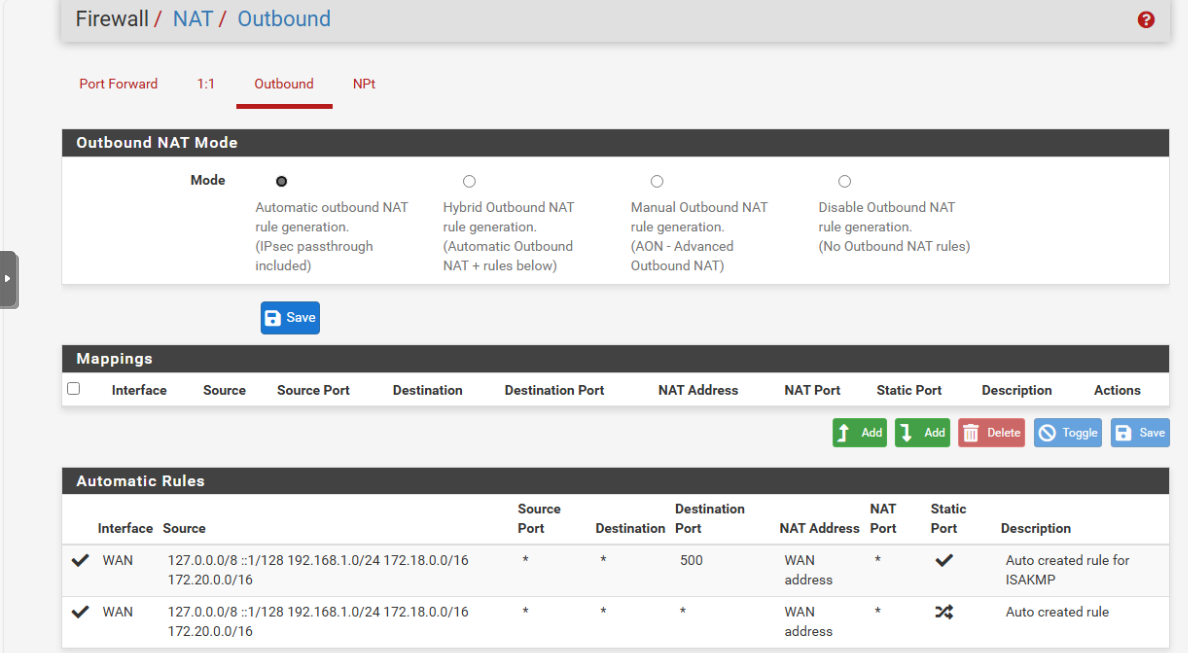 Firewall / NAT / Outbound
Port Forward 1:1 Outbound NPt
Outbound NAT Mode
Mode
Automatic outbound NAT
rule generation.
(IPsec passthrough
included)
Hybrid Outbound NAT
rule generation.
(Automatic Outbound
NAT + rules below)
Manual Outbound NAT
rule generation.
(AON - Advanced
Outbound NAT)
Disable Outbound NAT
rule generation.
(No Outbound NAT rules)
Save
Mappings
Interface Source Source Port Destination Destination Port NAT Address NAT Port Static Port Description Actions
Add Add Delete Toggle Save
Automatic Rules
Interface Source Source Port Destination Destination Port NAT Address NAT Port Static Port Description
WAN 127.0.0.0/8 ::1/128 192.168.1.0/24 172.18.0.0/16 * * 500 WAN * Auto created rule for
172.20.0.0/16 address ISAKMP
WAN 127.0.0.0/8 ::1/128 192.168.1.0/24 172.18.0.0/16 * * * WAN * Auto created rule
172.20.0.0/16 address